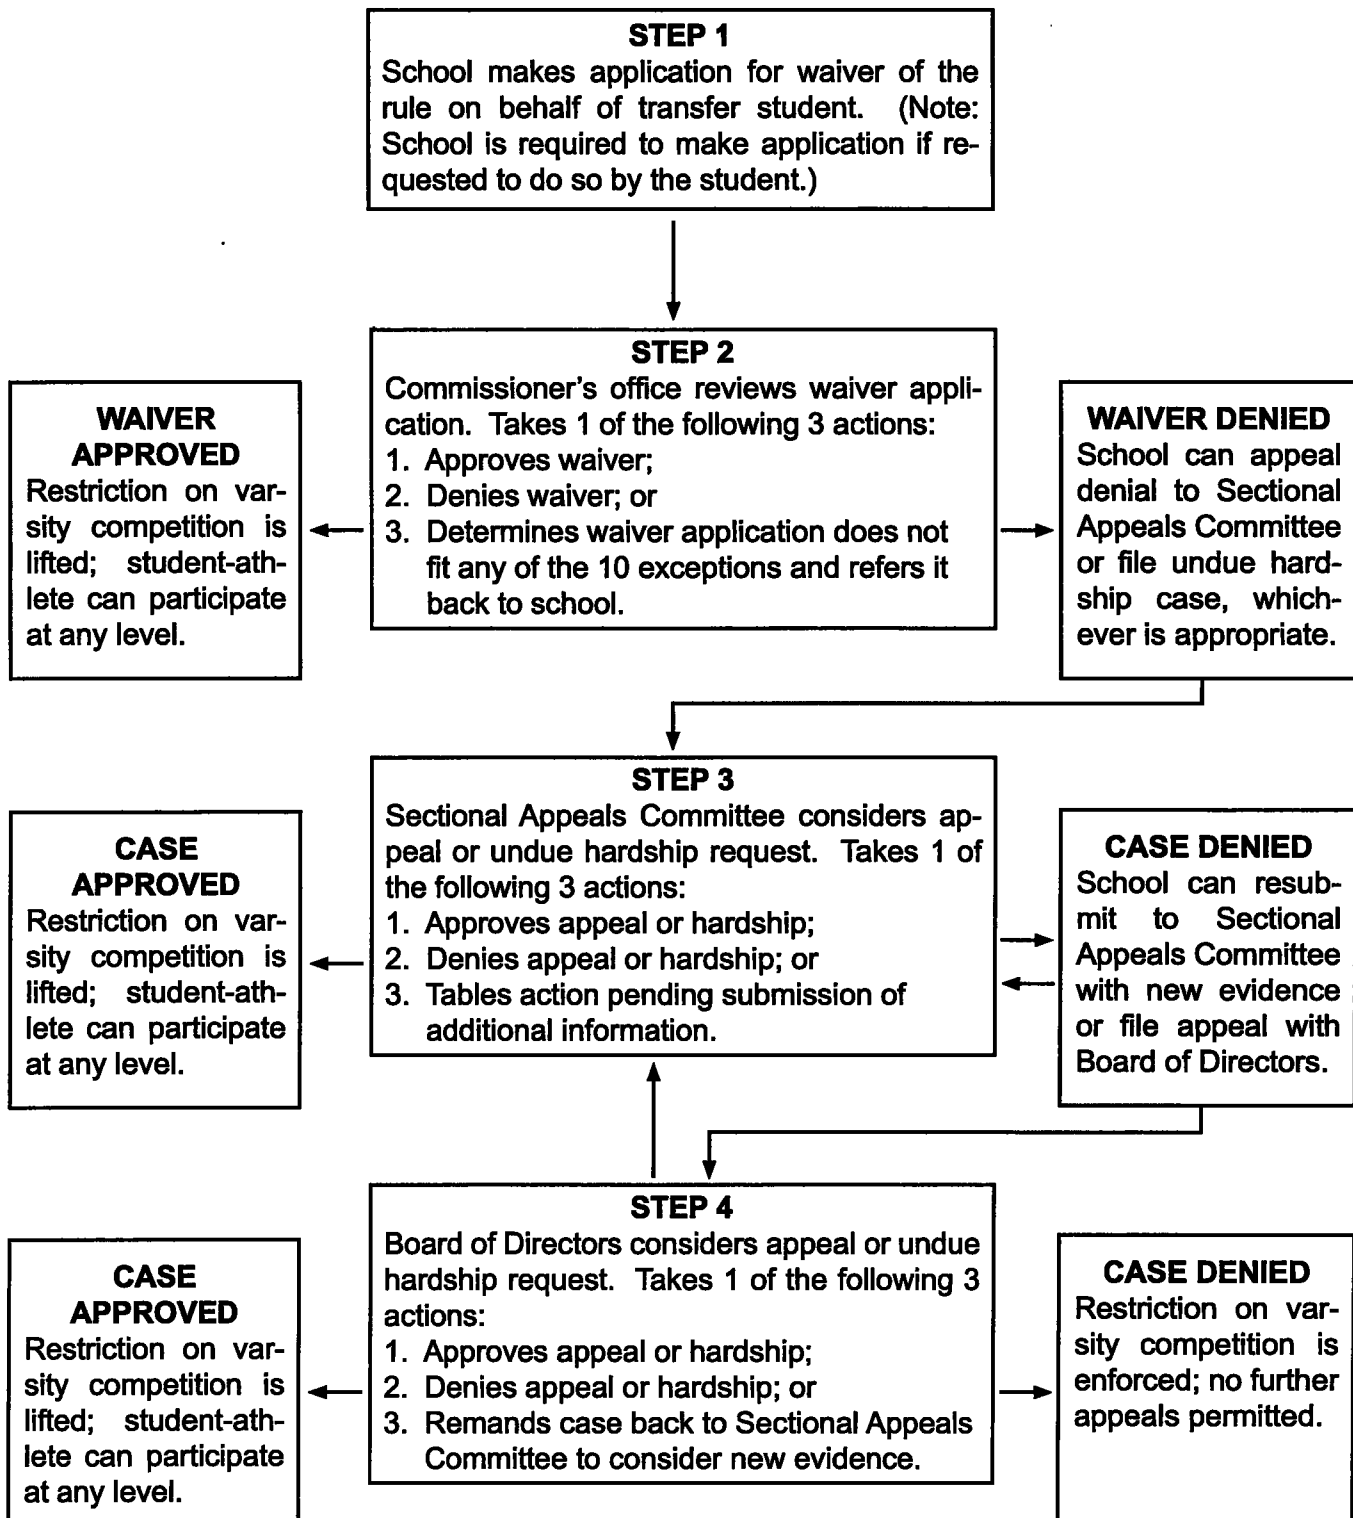 STEP 1
School makes application for waiver of the
rule on behalf of transfer student. (Note:
School is required to make application if re-
quested to do so by the student.)
STEP 2
Commissioner's office reviews waiver appli-
cation. Takes 1 of the following 3 actions:
1. Approves waiver;
2. Denies waiver; or
3. Determines waiver application does not
fit any of the 10 exceptions and refers it
back to school.
WAIVER
APPROVED
Restriction on var-
sity competition is
lifted; student-ath-
lete can participate
at any level.
WAIVER DENIED
School can appeal
denial to Sectional
Appeals Committee
or file undue hard-
ship case, which-
ever is appropriate.
STEP 3
Sectional Appeals Committee considers ap-
peal or undue hardship request. Takes 1 of
the following 3 actions:
1. Approves appeal or hardship;
2. Denies appeal or hardship; or
3. Tables action pending submission of
additional information.
CASE
APPROVED
Restriction on var-
sity competition is
lifted; student-ath-
lete can participate
at any level.
CASE DENIED
School can resub-
mit to Sectional
Appeals Committee
with new evidence
or file appeal with
Board of Directors.
STEP 4
Board of Directors considers appeal or undue
hardship request. Takes 1 of the following 3
actions:
1. Approves appeal or hardship;
2. Denies appeal or hardship; or
3. Remands case back to Sectional Appeals
Committee to consider new evidence.
CASE
APPROVED
Restriction on var-
sity competition is
lifted; student-ath-
lete can participate
at any level.
CASE DENIED
Restriction on var-
sity competition is
enforced; no further
appeals permitted.